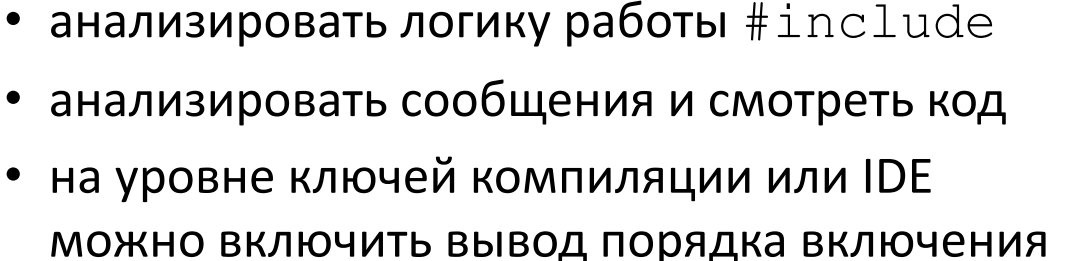 • анализировать логику работы #include
• анализировать сообщения и смотреть код
• на уровне ключей компиляции или IDE
можно включить вывод порядка включения